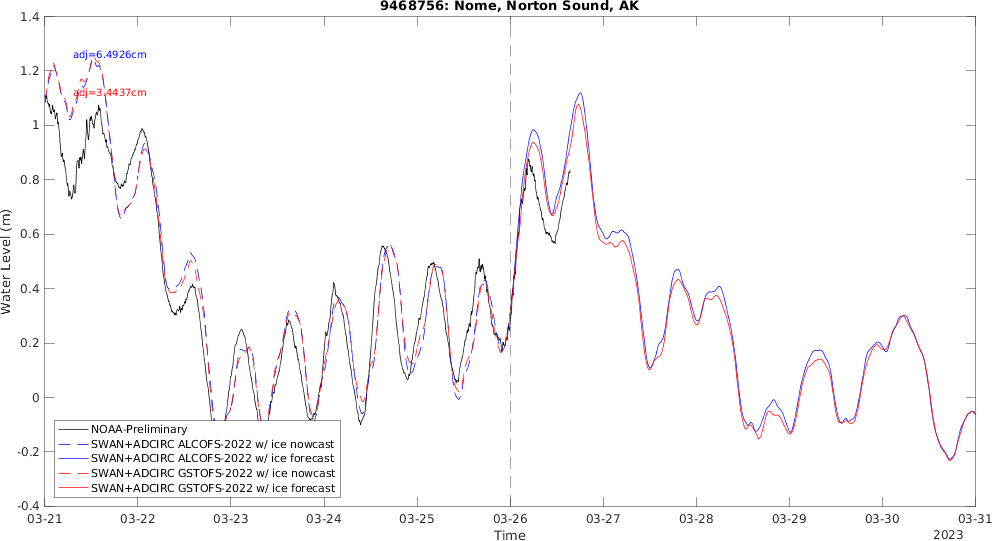 9468756: Nome, Norton Sound, AK
1.4
1.2
1
0.8
0.6
0.4
0.2
0
-0.2
-0.4
Water Level (m)
adj=6.4926cm
adj=3.4437cm
NOAA-Preliminary
SWAN+ADCIRC ALCOFS-2022 w/ ice nowcast
SWAN+ADCIRC ALCOFS-2022 w/ ice forecast
SWAN+ADCIRC GSTOFS-2022 w/ ice nowcast
SWAN+ADCIRC GSTOFS-2022 w/ ice forecast
03-21 03-22 03-23 03-24 03-25 03-26 03-27 03-28 03-29 03-30 03-31
Time
2023